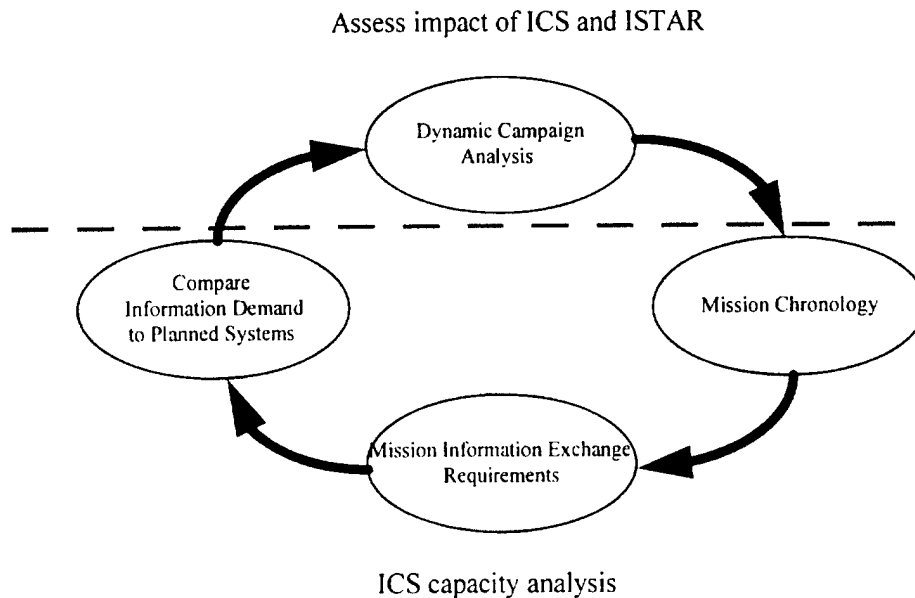 Assess impact of ICS and ISTAR
Dynamic Campaign
Analysis
Compare
Information Demand
to Planned Systems
Mission Chronology
Mission Information Exchange
Requirements
ICS capacity analysis